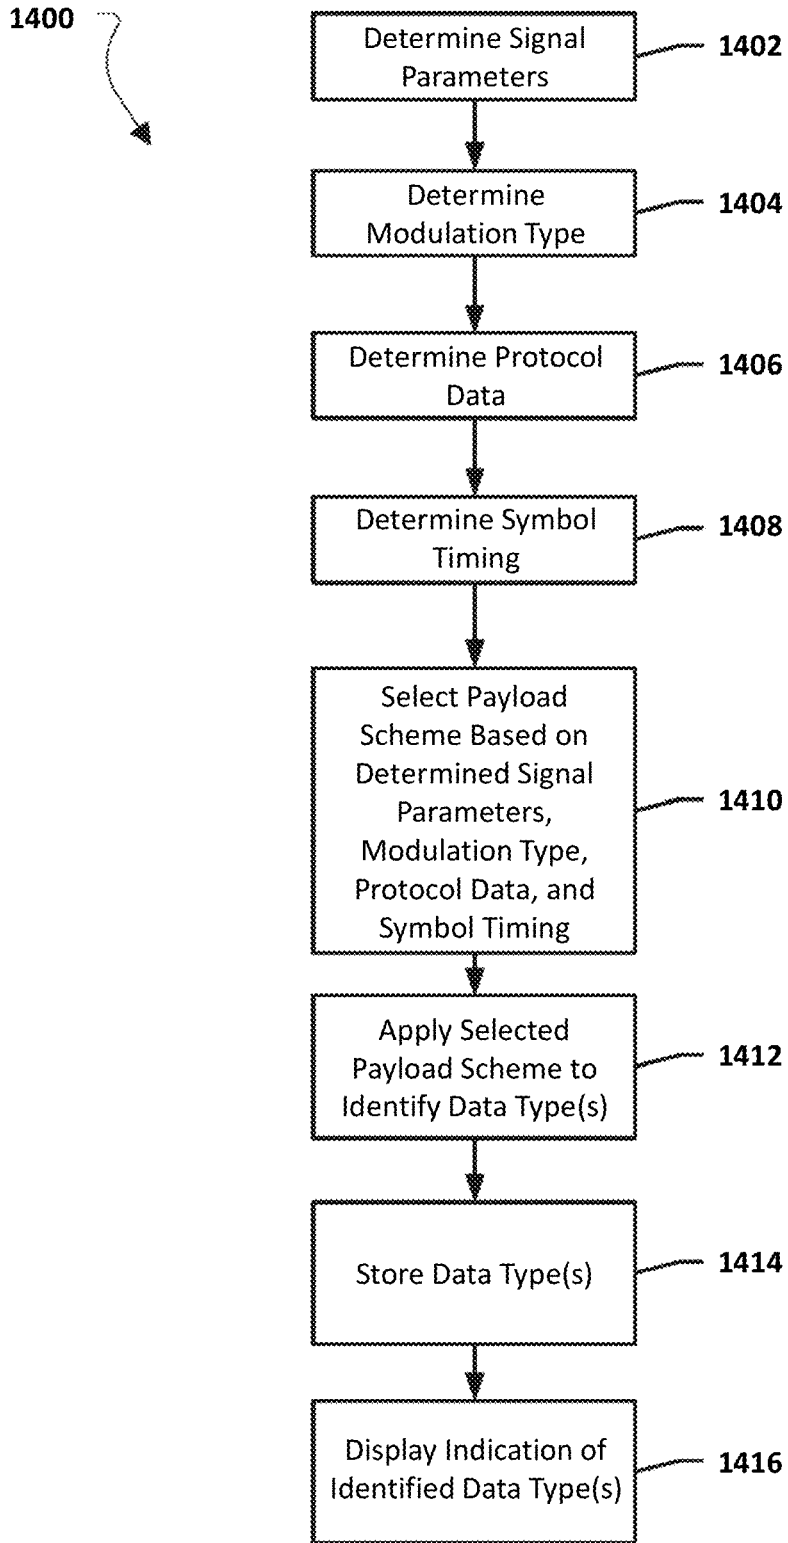 1400
Determine Signal
Parameters
1402
Determine
Modulation Type
1404
Determine Protocol
Data
1406
Determine Symbol
Timing
1408
Select Payload
Scheme Based on
Determined Signal
Parameters,
Modulation Type,
Protocol Data, and
Symbol Timing
1410
Apply Selected
Payload Scheme to
Identify Data Type(s)
1412
Store Data Type(s)
1414
Display Indication of
Identified Data Type(s)
1416